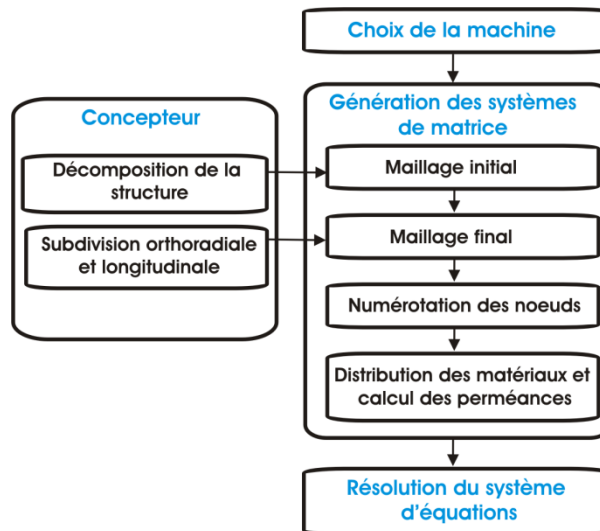 Choix de la machine
Concepteur
Décomposition de la
structure
Subdivision orthoradiale
et longitudinale
Génération des systèmes
de matrice
Maillage initial
Maillage final
Numérotation des noeuds
Distribution des matériaux et
calcul des perméances
Résolution du système
d'équations